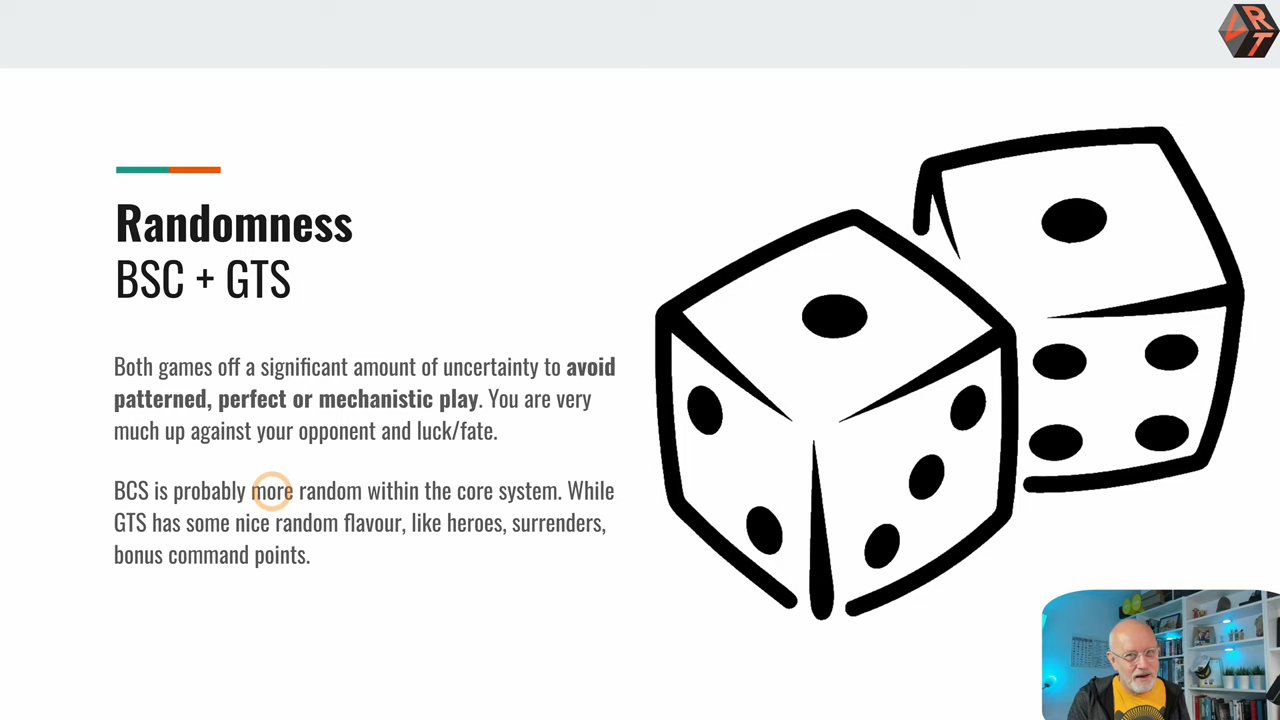 LRT
Randomness
BSC + GTS
Both games off a significant amount of uncertainty to avoid
patterned, perfect or mechanistic play. You are very
much up against your opponent and luck/fate.
BCS is probably more random within the core system. While
GTS has some nice random flavour, like heroes, surrenders,
bonus command points.